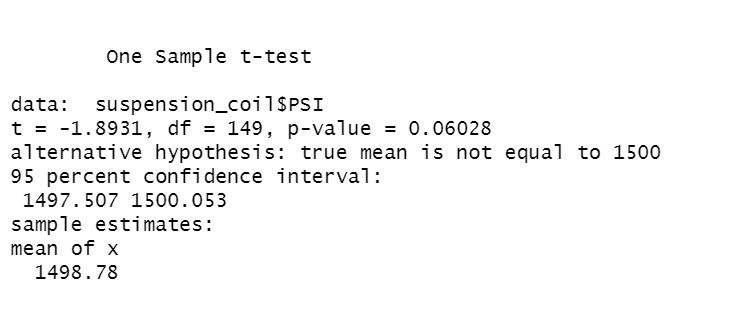 One Sample t-test
data:  suspension_coil$PSI
t = -1.8931, df = 149, p-value = 0.06028
alternative hypothesis: true mean is not equal to 1500
95 percent confidence interval:
1497.507 1500.053
sample estimates:
mean of x
1498.78